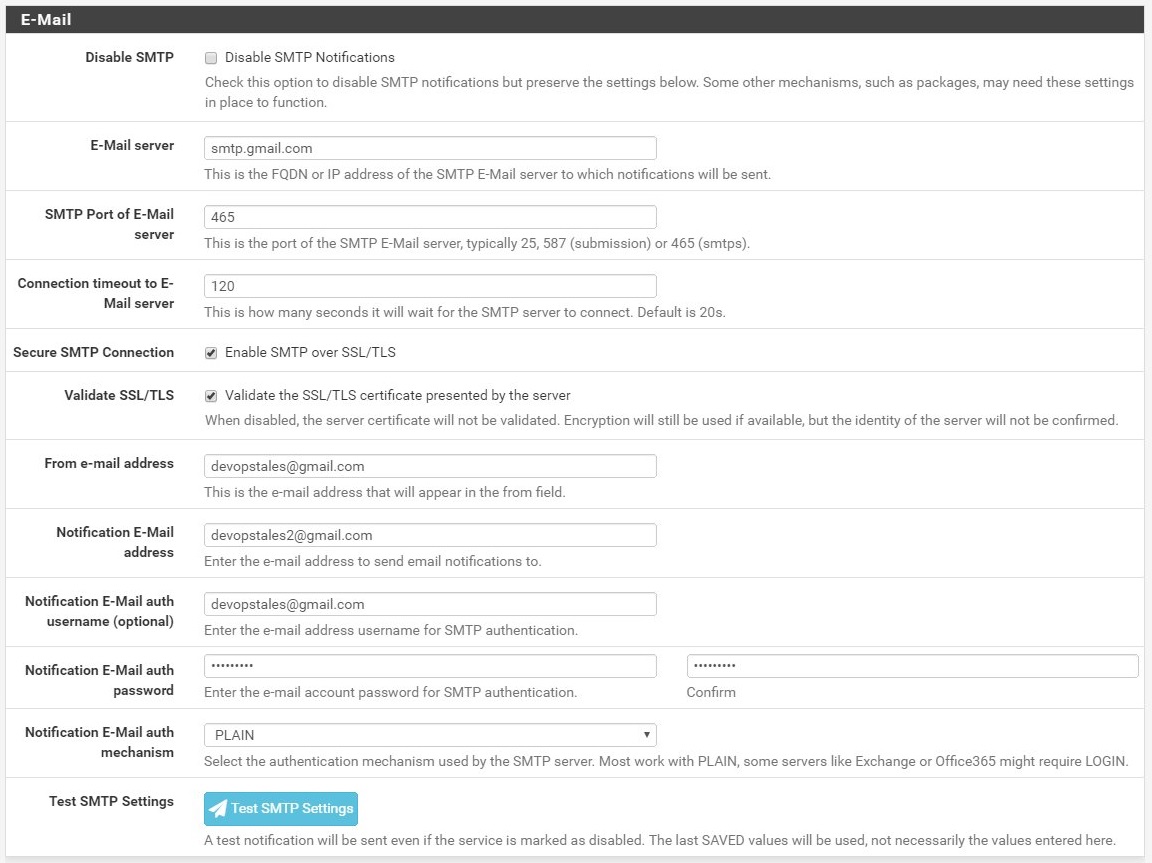 E-Mail
Disable SMTP
Disable SMTP Notifications
Check this option to disable SMTP notifications but preserve the settings below. Some other mechanisms, such as packages, may need these settings
in place to function.
E-Mail server
smtp.gmail.com
This is the FQDN or IP address of the SMTP E-Mail server to which notifications will be sent.
SMTP Port of E-Mail
server
465
This is the port of the SMTP E-Mail server, typically 25, 587 (submission) or 465 (smtps).
Connection timeout to E-
Mail server
120
This is how many seconds it will wait for the SMTP server to connect. Default is 20s.
Secure SMTP Connection
Enable SMTP over SSL/TLS
Validate SSL/TLS
Validate the SSL/TLS certificate presented by the server
When disabled, the server certificate will not be validated. Encryption will still be used if available, but the identity of the server will not be confirmed.
From e-mail address
devopstales@gmail.com
This is the e-mail address that will appear in the from field.
Notification E-Mail
address
devopstales2@gmail.com
Enter the e-mail address to send email notifications to.
Notification E-Mail auth
username (optional)
devopstales@gmail.com
Enter the e-mail address username for SMTP authentication.
Notification E-Mail auth
password
•••••••••
•••••••••
Enter the e-mail account password for SMTP authentication.
Confirm
Notification E-Mail auth
mechanism
PLAIN
Select the authentication mechanism used by the SMTP server. Most work with PLAIN, some servers like Exchange or Office365 might require LOGIN.
Test SMTP Settings
Test SMTP Settings
A test notification will be sent even if the service is marked as disabled. The last SAVED values will be used, not necessarily the values entered here.